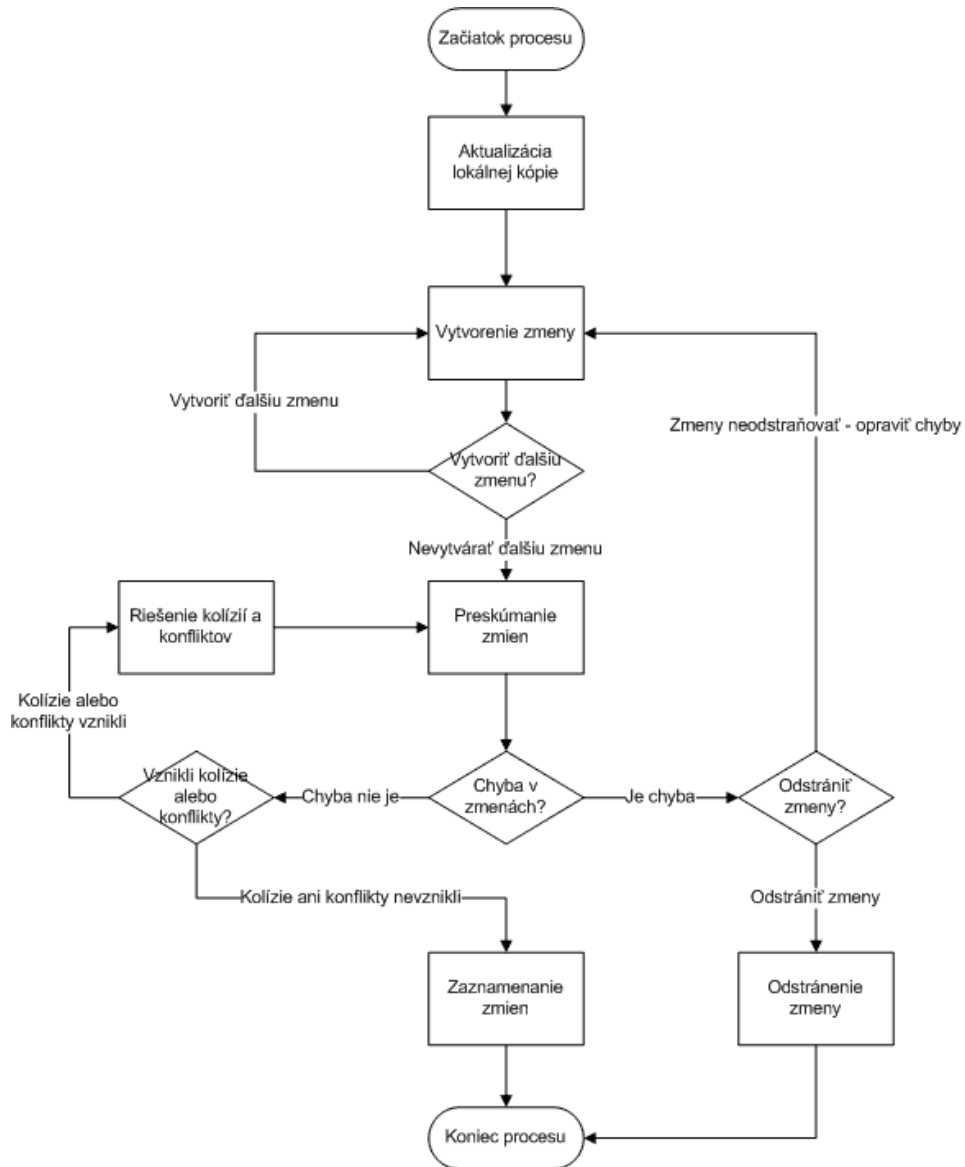 Začiatok procesu
Aktualizácia
lokálnej kópie
Vytvorenie zmeny
Vytvoriť ďalšiu zmenu
Zmeny neodstraňovať - opraviť chyby
Vytvoriť ďalšiu
zmenu?
Nevytvárať ďalšiu zmenu
Riešenie kolízií a
konfliktov
Preskúmanie
zmien
Kolízie alebo
konflikty vznikli
Vznikli kolízie
alebo
konflikty?
Chyba nie je
Chyba v
zmenách?
Je chyba
Odstrániť
zmeny?
Kolízie ani konflikty nevznikli
Odstrániť zmeny
Zaznamenanie
zmien
Odstránenie
zmeny
Koniec procesu